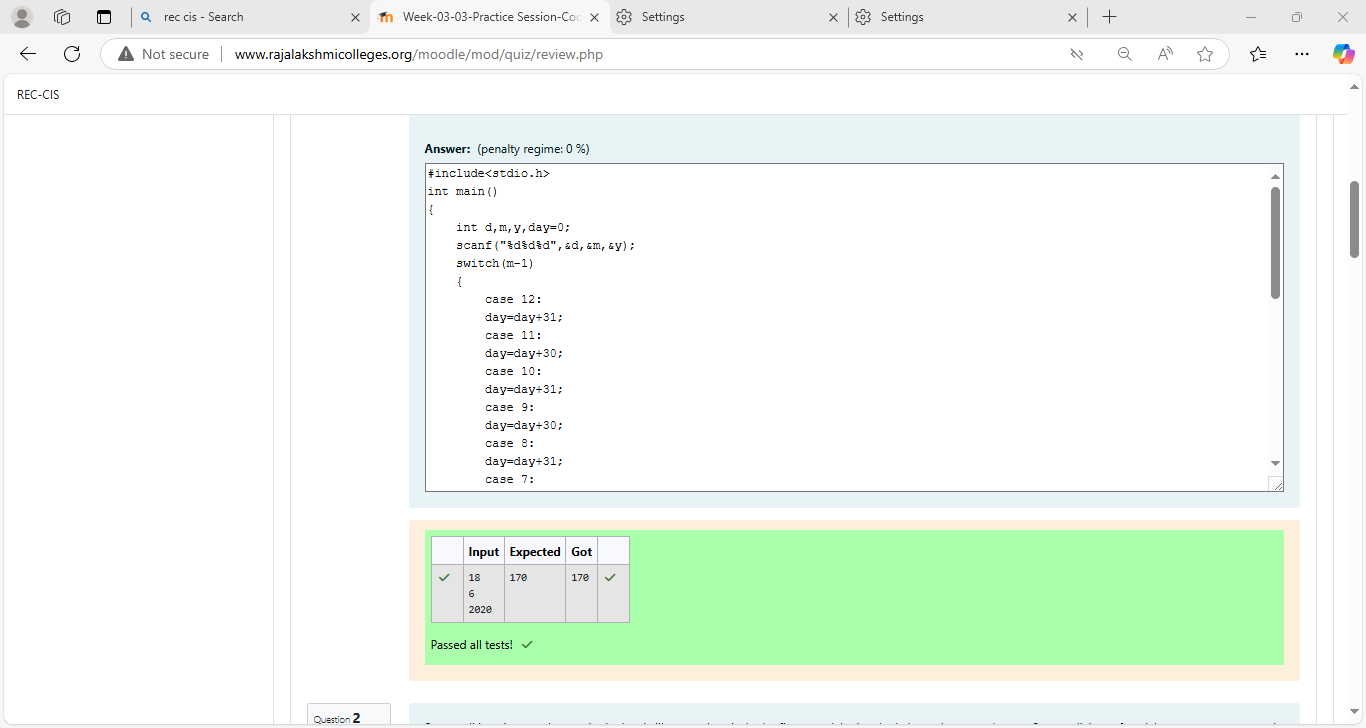 rec cis - Search
Week-03-03-Practice Session-Coc
Settings
Settings
Not secure
www.rajalakshmicolleges.org/moodle/mod/quiz/review.php
REC-CIS
Answer: (penalty regime: 0 %)
#include<stdio.h>
int main()
{
int d,m,y,day=0;
scanf("%d%d%d",&d,&m,&y);
switch(m-1)
{
case 12:
day=day+31;
case 11:
day=day+30;
case 10:
day=day+31;
case 9:
day=day+30;
case 8:
day=day+31;
case 7:
Input Expected Got
18 170 170
6
2020
Passed all tests!
Question 2